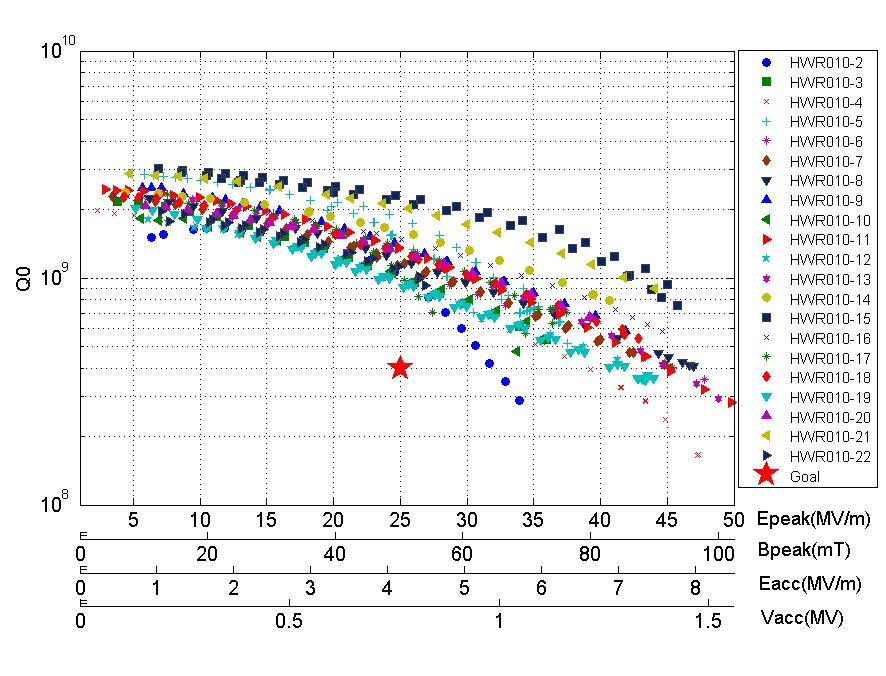 10^10
10^9
10^8
Q0
HWR010-2
HWR010-3
HWR010-4
HWR010-5
HWR010-6
HWR010-7
HWR010-8
HWR010-9
HWR010-10
HWR010-11
HWR010-12
HWR010-13
HWR010-14
HWR010-15
HWR010-16
HWR010-17
HWR010-18
HWR010-19
HWR010-20
HWR010-21
HWR010-22
Goal
5 10 15 20 25 30 35 40 45 50 Epeak(MV/m)
0 20 40 60 80 100 Bpeak(mT)
0 1 2 3 4 5 6 7 8 Eacc(MV/m)
0 0.5 1 1.5 Vacc(MV)